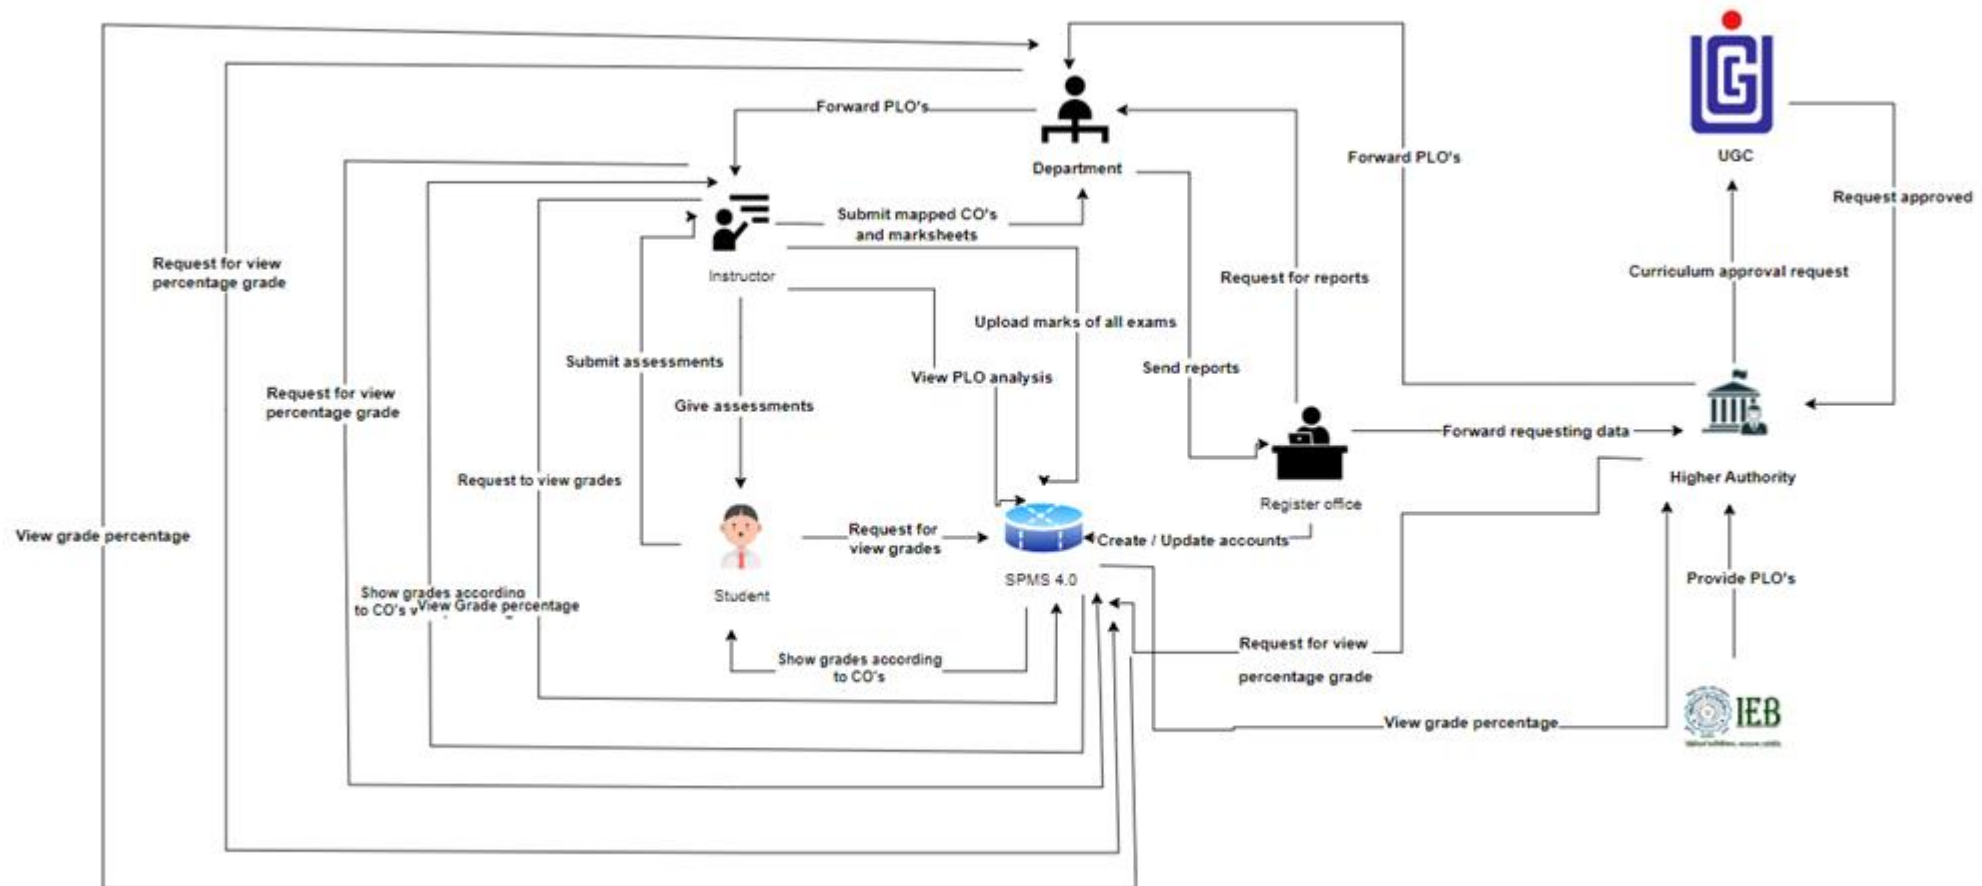 UGC
Forward PLO's
Department
Forward PLO's
Request approved
Submit mapped CO's
and marksheets
Request for view
percentage grade
Instructor
Request for reports
Curriculum approval request
Upload marks of all exams
Submit assessments
Send reports
View PLO analysis
Request for view
percentage grade
Give assessments
Forward requesting data
Request to view grades
Higher Authority
Register office
View grade percentage
Request for
view grades
Create / Update accounts
SPMS 4.0
Provide PLO's
Student
Show grades according
to CO's
View Grade percentage
Request for view
percentage grade
Show grades according
to CO's
View grade percentage
IEB